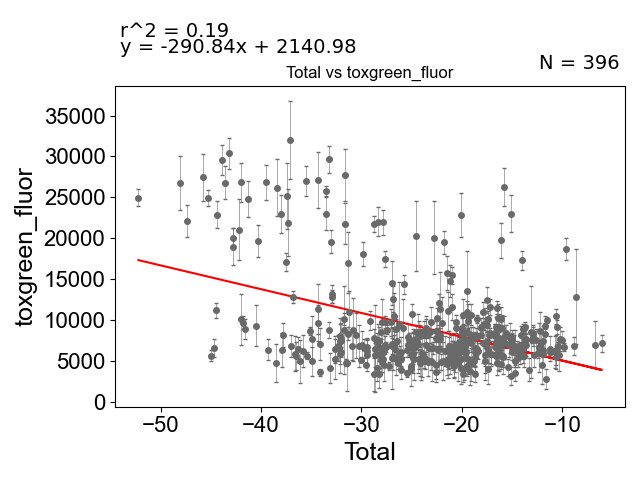 r^2 = 0.19
y = -290.84x + 2140.98
N = 396
Total vs toxgreen_fluor
35000
30000
25000
20000
15000
10000
5000
0
toxgreen_fluor
−50
−40
−30
−20
−10
Total